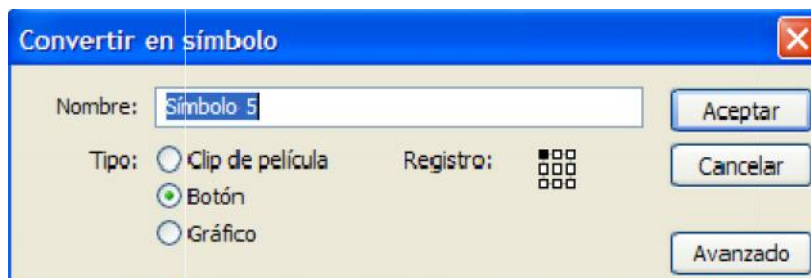 Convertir en símbolo
Nombre: Símbolo 5 Aceptar
Tipo: Clip de película Registro: Cancelar
Botón
Gráfico
Avanzado